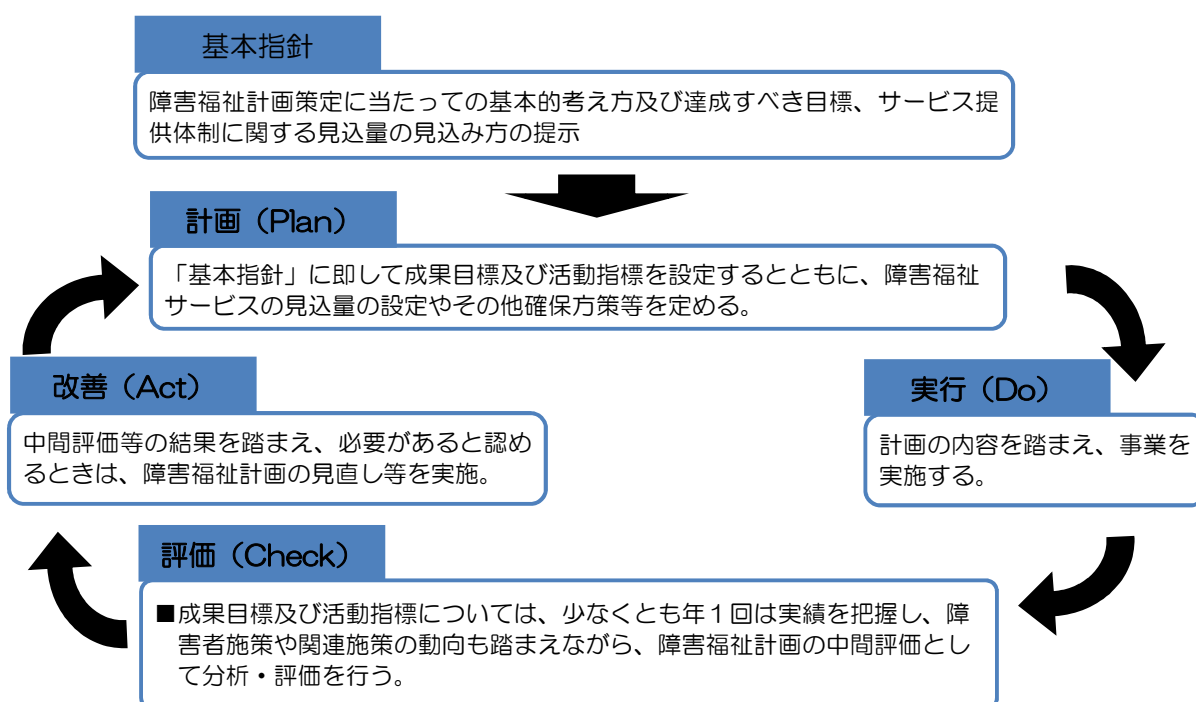 基本指針
障害福祉計画策定に当たっての基本的考え方及び達成すべき目標、サービス提
供体制に関する見込量の見込み方の提示
計画（Plan）
「基本指針」に即して成果目標及び活動指標を設定するとともに、障害福祉
サービスの見込量の設定やその他確保方策等を定める。
改善（Act）
中間評価等の結果を踏まえ、必要があると認め
るときは、障害福祉計画の見直し等を実施。
実行（Do）
計画の内容を踏まえ、事業を
実施する。
評価（Check）
■成果目標及び活動指標については、少なくとも年１回は実績を把握し、障
害者施策や関連施策の動向も踏まえながら、障害福祉計画の中間評価とし
て分析・評価を行う。